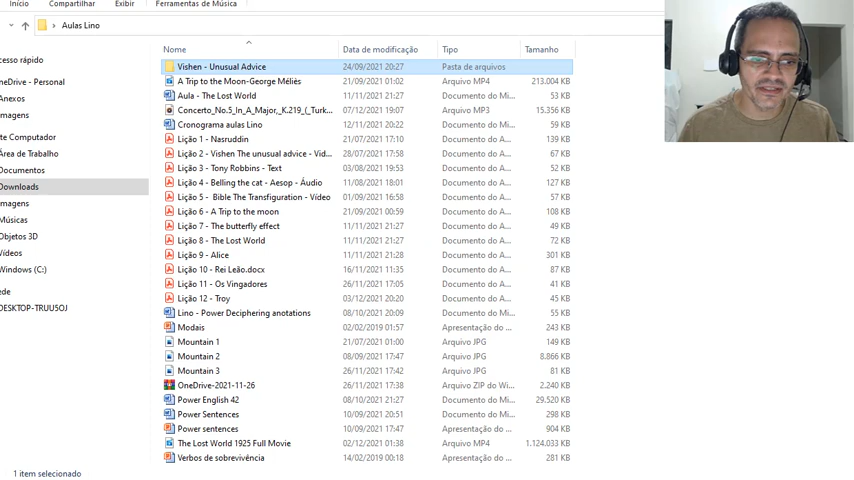 Início Compartilhar Exibir Ferramentas de Música
Aulas Lino
Nome Data de modificação Tipo Tamanho
cesso rápido
neDrive - Personal
Anexos
magens
te Computador
Área de Trabalho
Documentos
Downloads
magens
Músicas
Objetos 3D
Vídeos
Windows (C:)
ede
DESKTOP-TRUU5OJ
Vishen - Unusual Advice 24/09/2021 20:27 Pasta de arquivos
A Trip to the Moon-George Méliès 21/09/2021 01:02 Arquivo MP4 213.004 KB
Aula - The Lost World 11/11/2021 21:27 Documento do Mi... 53 KB
Concerto_No.5_In_A_Major,_K.219_(_Turk... 07/12/2021 19:07 Arquivo MP3 15.356 KB
Cronograma aulas Lino 12/11/2021 20:22 Documento do Mi... 59 KB
Lição 1 - Nasruddin 21/07/2021 17:10 Documento do A... 139 KB
Lição 2 - Vishen The unusual advice - Vid... 28/07/2021 17:58 Documento do A... 67 KB
Lição 3 - Tony Robbins - Text 03/08/2021 19:53 Documento do A... 52 KB
Lição 4 - Belling the cat - Aesop - Áudio 11/08/2021 18:01 Documento do A... 127 KB
Lição 5 - Bible The Transfiguration - Vídeo 01/09/2021 16:58 Documento do A... 57 KB
Lição 6 - A Trip to the moon 21/09/2021 00:59 Documento do A... 108 KB
Lição 7 - The butterfly effect 11/11/2021 21:27 Documento do A... 49 KB
Lição 8 - The Lost World 11/11/2021 21:27 Documento do A... 72 KB
Lição 9 - Alice 11/11/2021 21:28 Documento do A... 301 KB
Lição 10 - Rei Leão.docx 16/11/2021 11:35 Documento do A... 87 KB
Lição 11 - Os Vingadores 26/11/2021 17:05 Documento do A... 41 KB
Lição 12 - Troy 03/12/2021 20:20 Documento do A... 45 KB
Lino - Power Deciphering anotations 08/10/2021 20:09 Documento do Mi... 55 KB
Modais 02/02/2019 01:57 Apresentação do ... 243 KB
Mountain 1 21/07/2021 01:00 Arquivo JPG 149 KB
Mountain 2 08/09/2021 17:47 Arquivo JPG 8.866 KB
Mountain 3 26/11/2021 17:42 Arquivo JPG 81 KB
OneDrive-2021-11-26 26/11/2021 17:38 Arquivo ZIP do Wi... 2.240 KB
Power English 42 08/10/2021 21:27 Documento do Mi... 29.520 KB
Power Sentences 10/09/2021 20:51 Documento do Mi... 298 KB
Power sentences 10/09/2021 17:47 Apresentação do ... 904 KB
The Lost World 1925 Full Movie 02/12/2021 01:38 Arquivo MP4 1.124.033 KB
Verbos de sobrevivência 14/02/2019 00:18 Apresentação do ... 281 KB
1 item selecionado